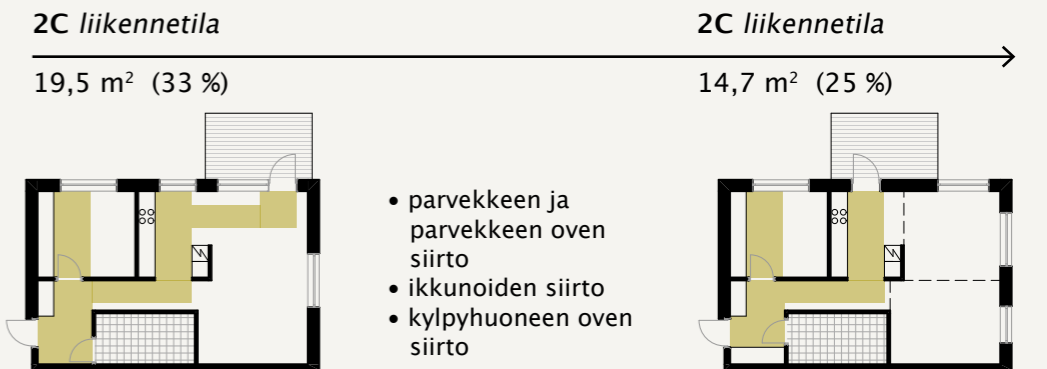 2C liikennetila
2C liikennetila
19,5 m² (33 %)
14,7 m² (25 %)
• parvekkeen ja
parvekkeen oven
siirto
• ikkunoiden siirto
• kylpyhuoneen oven
siirto